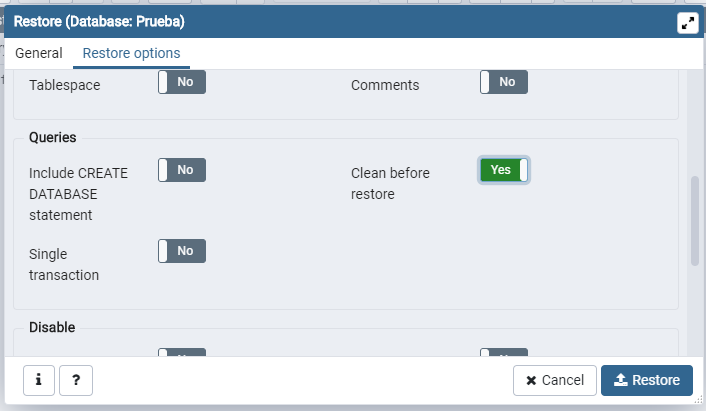 Restore (Database: Prueba)
General Restore options
Tablespace No Comments No
Queries
Include CREATE No Clean before Yes
DATABASE restore
statement
Single No
transaction
Disable
i ? Cancel Restore